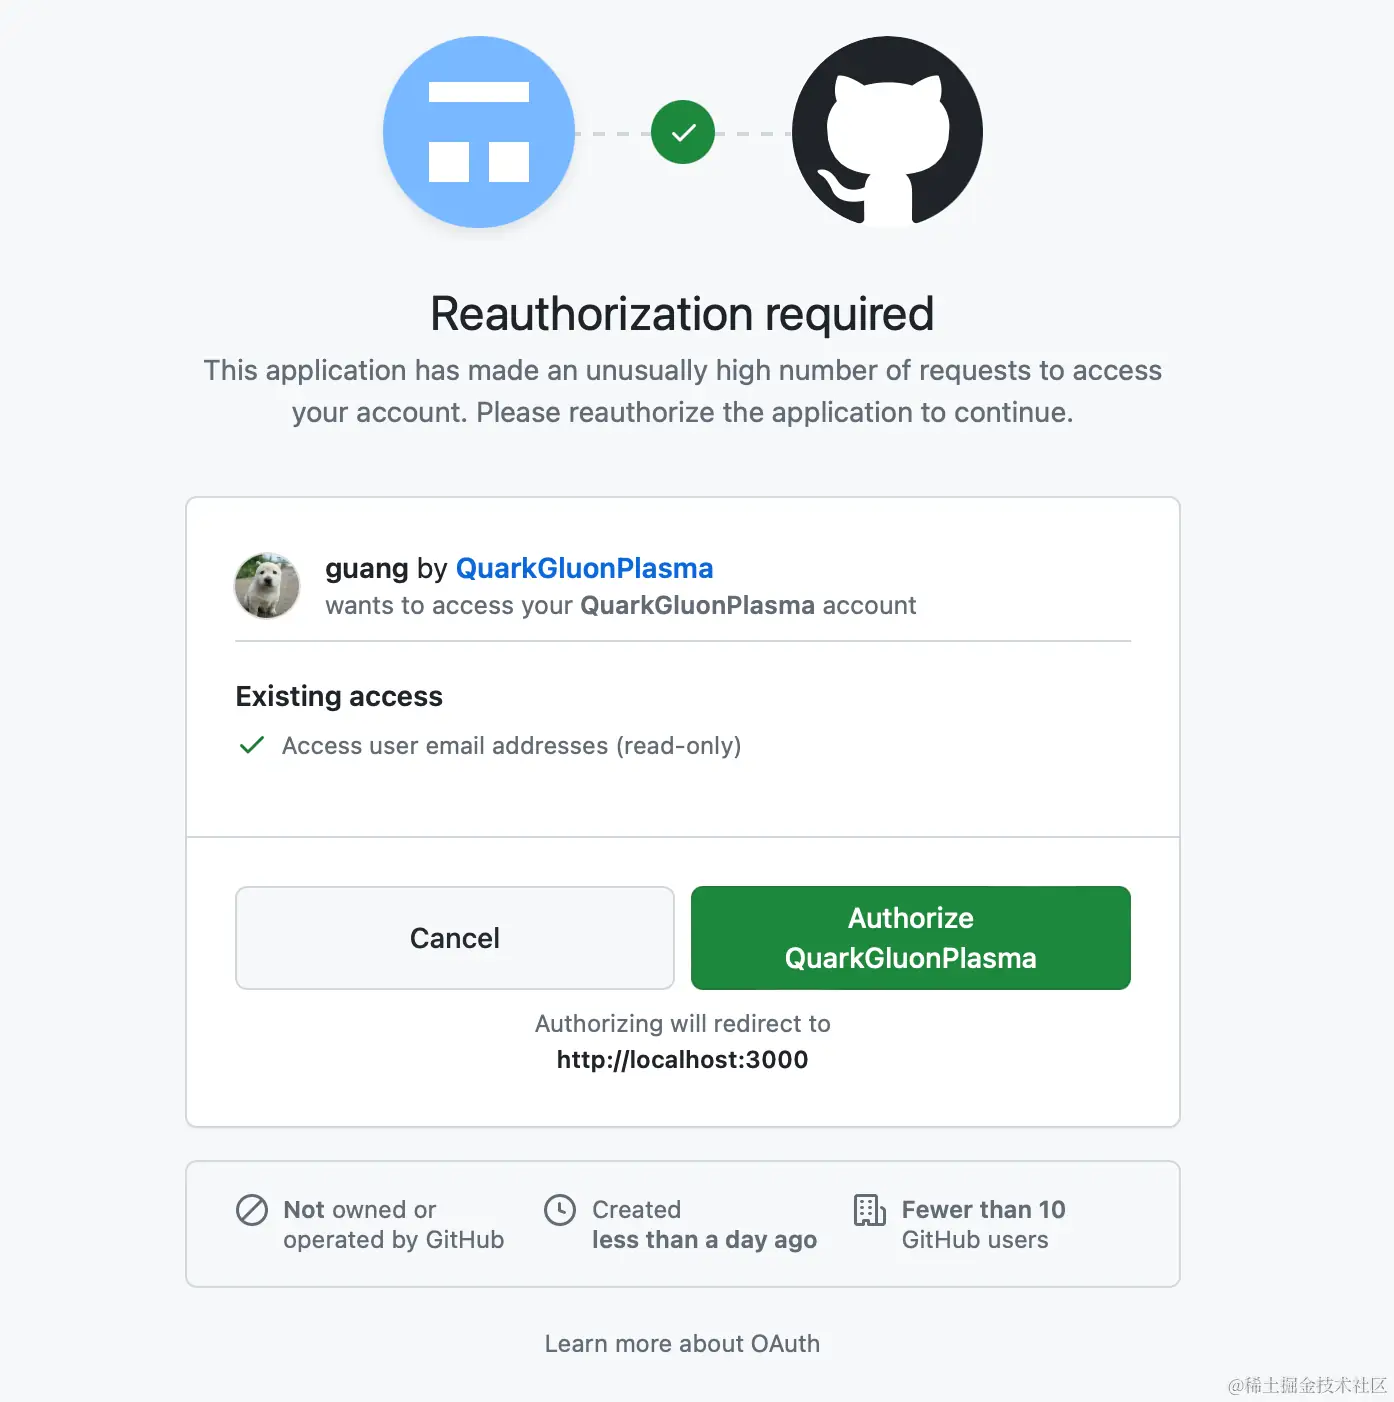 Reauthorization required
This application has made an unusually high number of requests to access
your account. Please reauthorize the application to continue.
guang by QuarkGluonPlasma
wants to access your QuarkGluonPlasma account
Existing access
Access user email addresses (read-only)
Cancel
Authorize
QuarkGluonPlasma
Authorizing will redirect to
http://localhost:3000
Not owned or
operated by GitHub
Created
less than a day ago
Fewer than 10
GitHub users
Learn more about OAuth
@稀土掘金技术社区